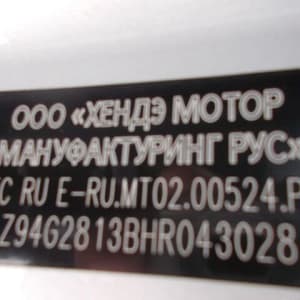 ООО «ХЕНДЭ МОТОР
МАНУФАКТУРИНГ РУС»
C RU E-RU.MT02.00524.P
Z94G2813BHR043028